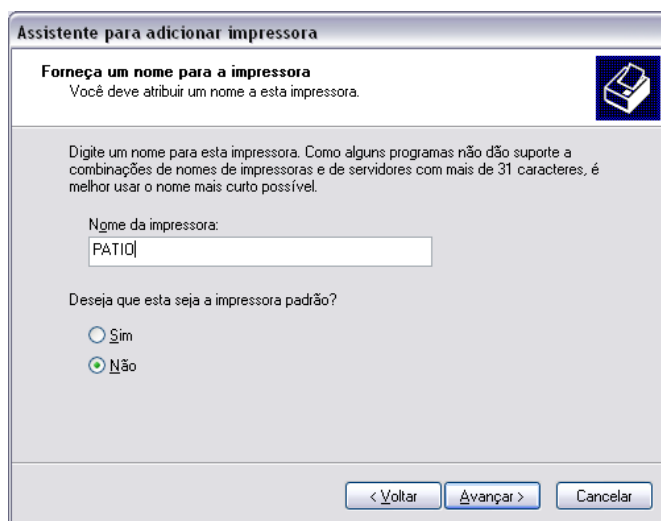 Assistente para adicionar impressora
Forneça um nome para a impressora
Você deve atribuir um nome a esta impressora.
Digite um nome para esta impressora. Como alguns programas não dão suporte a
combinações de nomes de impressoras e de servidores com mais de 31 caracteres, é
melhor usar o nome mais curto possível.
Nome da impressora:
PATIO
Deseja que esta seja a impressora padrão?
Sim
Não
< Voltar Avançar > Cancelar